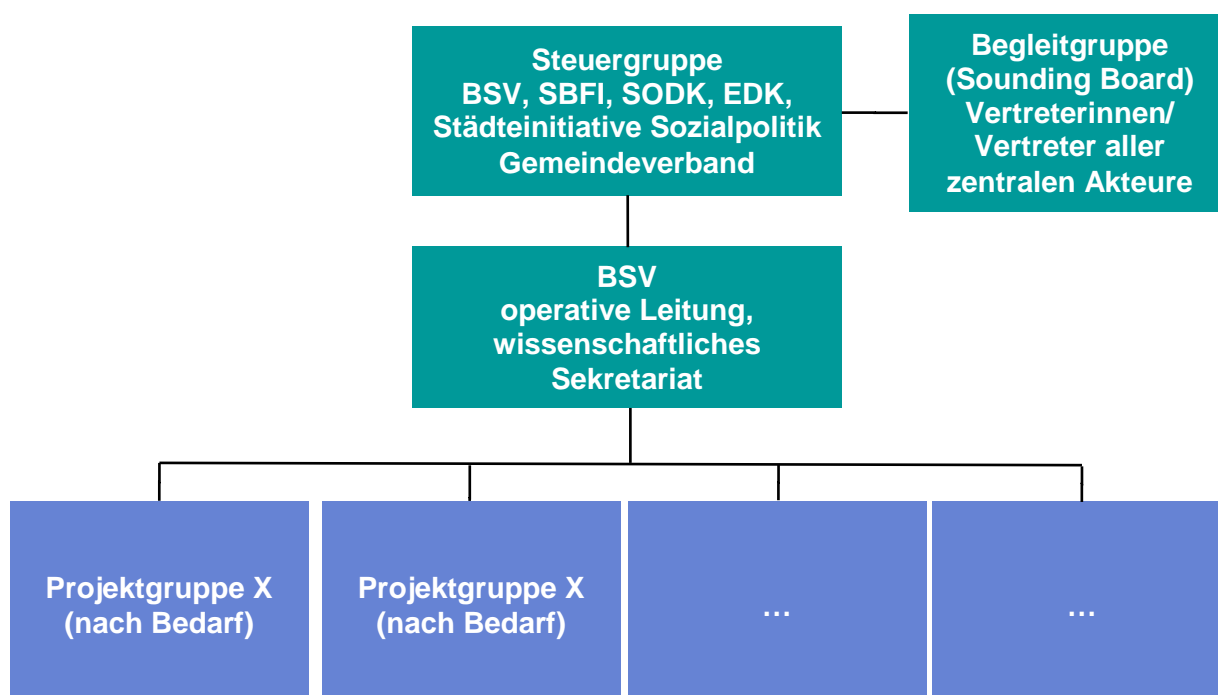 Steuergruppe
BSV, SBFI, SODK, EDK,
Städteinitiative Sozialpolitik
Gemeindeverband
Begleitgruppe
(Sounding Board)
Vertreterinnen/
Vertreter aller
zentralen Akteure
BSV
operative Leitung,
wissenschaftliches
Sekretariat
Projektgruppe X
(nach Bedarf)
Projektgruppe X
(nach Bedarf)
…
…